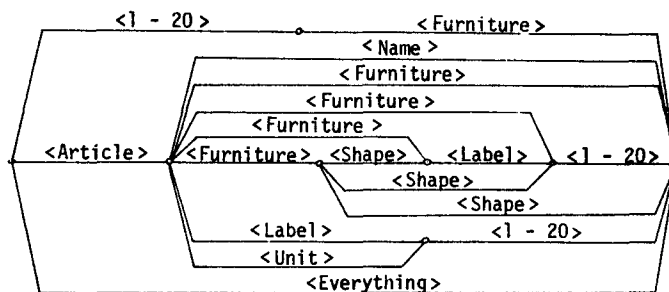 <1 - 20> <Furniture>
<Name>
<Furniture>
<Furniture>
<Furniture>
<Article> <Furniture> <Shape> <Label> <1 - 20>
<Shape>
<Shape>
<Label> <1 - 20>
<Unit>
<Everything>